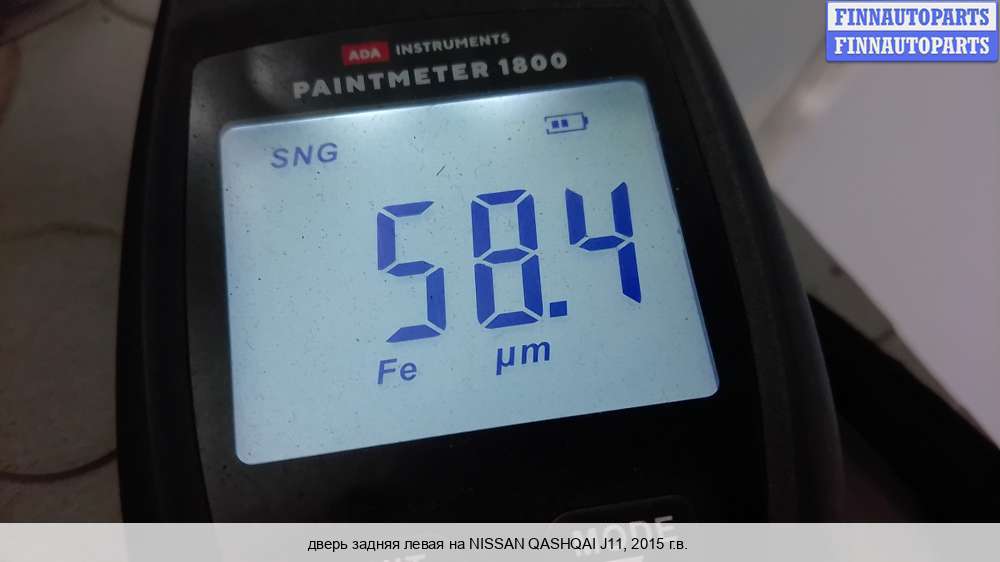 FINNAUTOPARTS
FINNAUTOPARTS
ADA INSTRUMENTS
PAINTMETER 1800
SNG
58.4
Fe µm
MODE
дверь задняя левая на NISSAN QASHQAI J11, 2015 г.в.